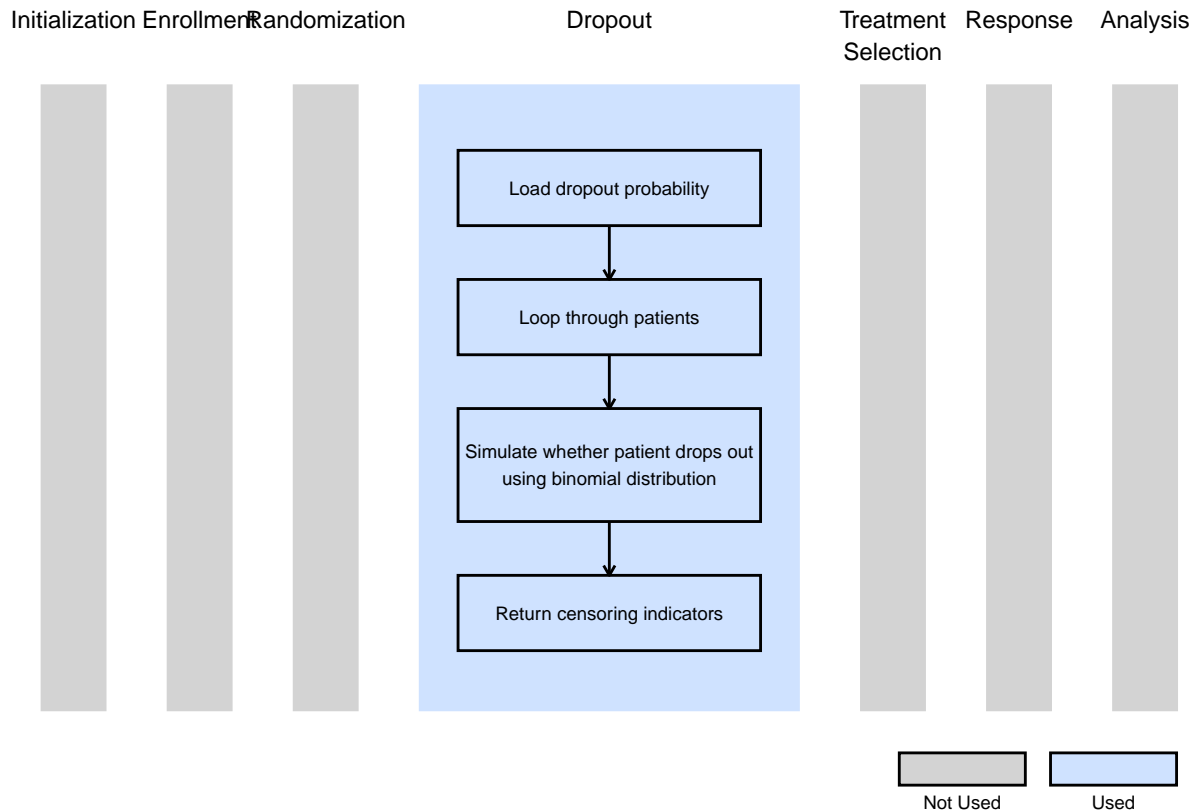 Initialization
Enrollment
Randomization
Dropout
Treatment
Selection
Response
Analysis
Load dropout probability
Loop through patients
Simulate whether patient drops out
using binomial distribution
Return censoring indicators
Not Used
Used